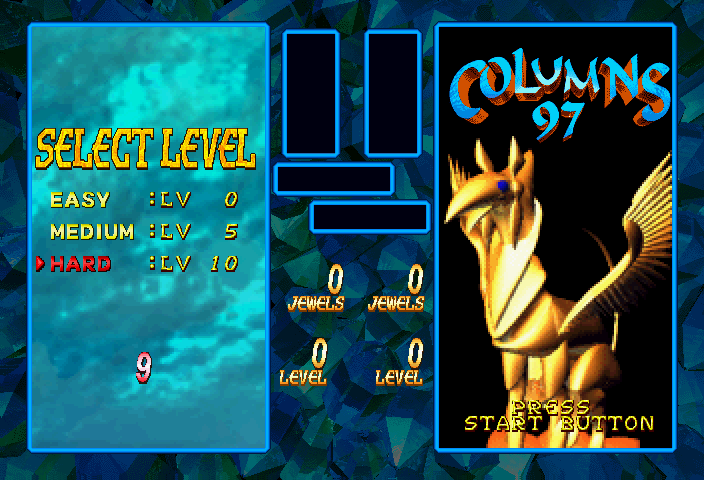 SELECT LEVEL
EASY :LV 0
MEDIUM :LV 5
HARD :LV 10
9
0 0
JEWELS JEWELS
0 0
LEVEL LEVEL
COLUMNS
97
PRESS
START BUTTON